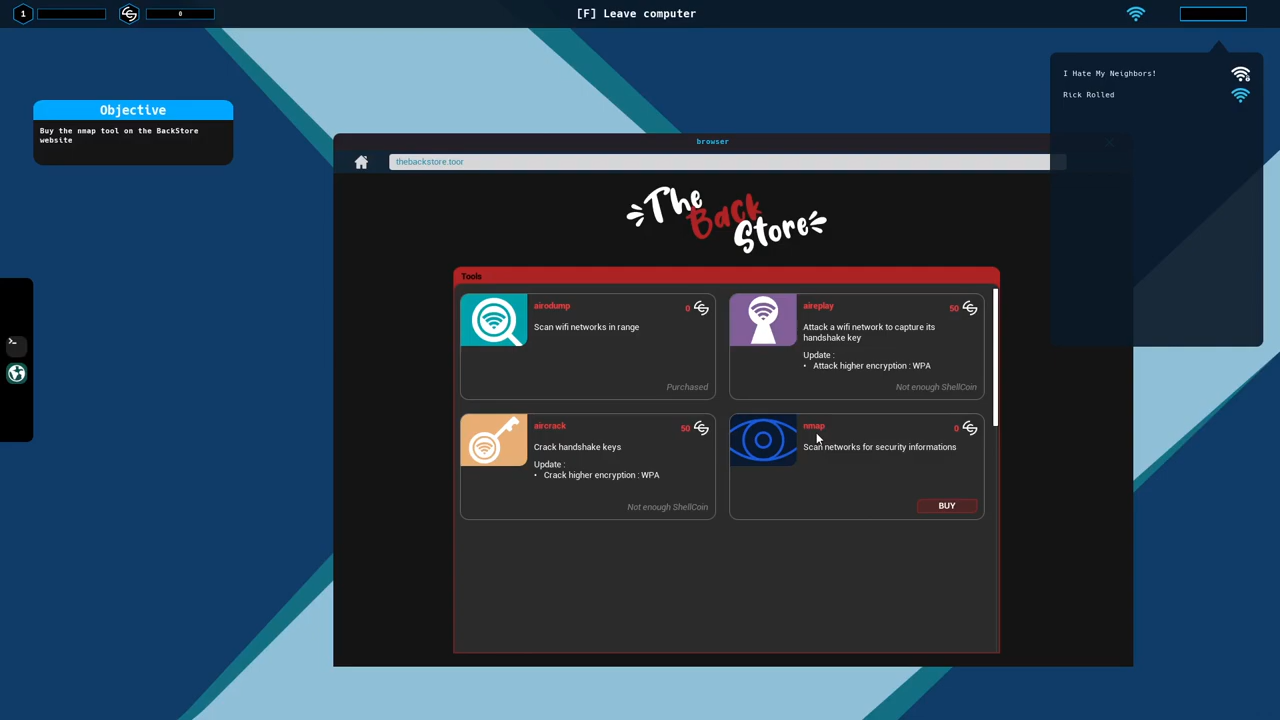 1
0
[F] Leave computer
I Hate My Neighbors!
Rick Rolled
Objective
Buy the nmap tool on the BackStore
website
browser
thebackstore.toor
The
Back
Store
Tools
airodump
0
Scan wifi networks in range
Purchased
aireplay
50
Attack a wifi network to capture its
handshake key
Update :
• Attack higher encryption : WPA
Not enough ShellCoin
aircrack
50
Crack handshake keys
Update :
• Crack higher encryption : WPA
Not enough ShellCoin
nmap
0
Scan networks for security informations
BUY